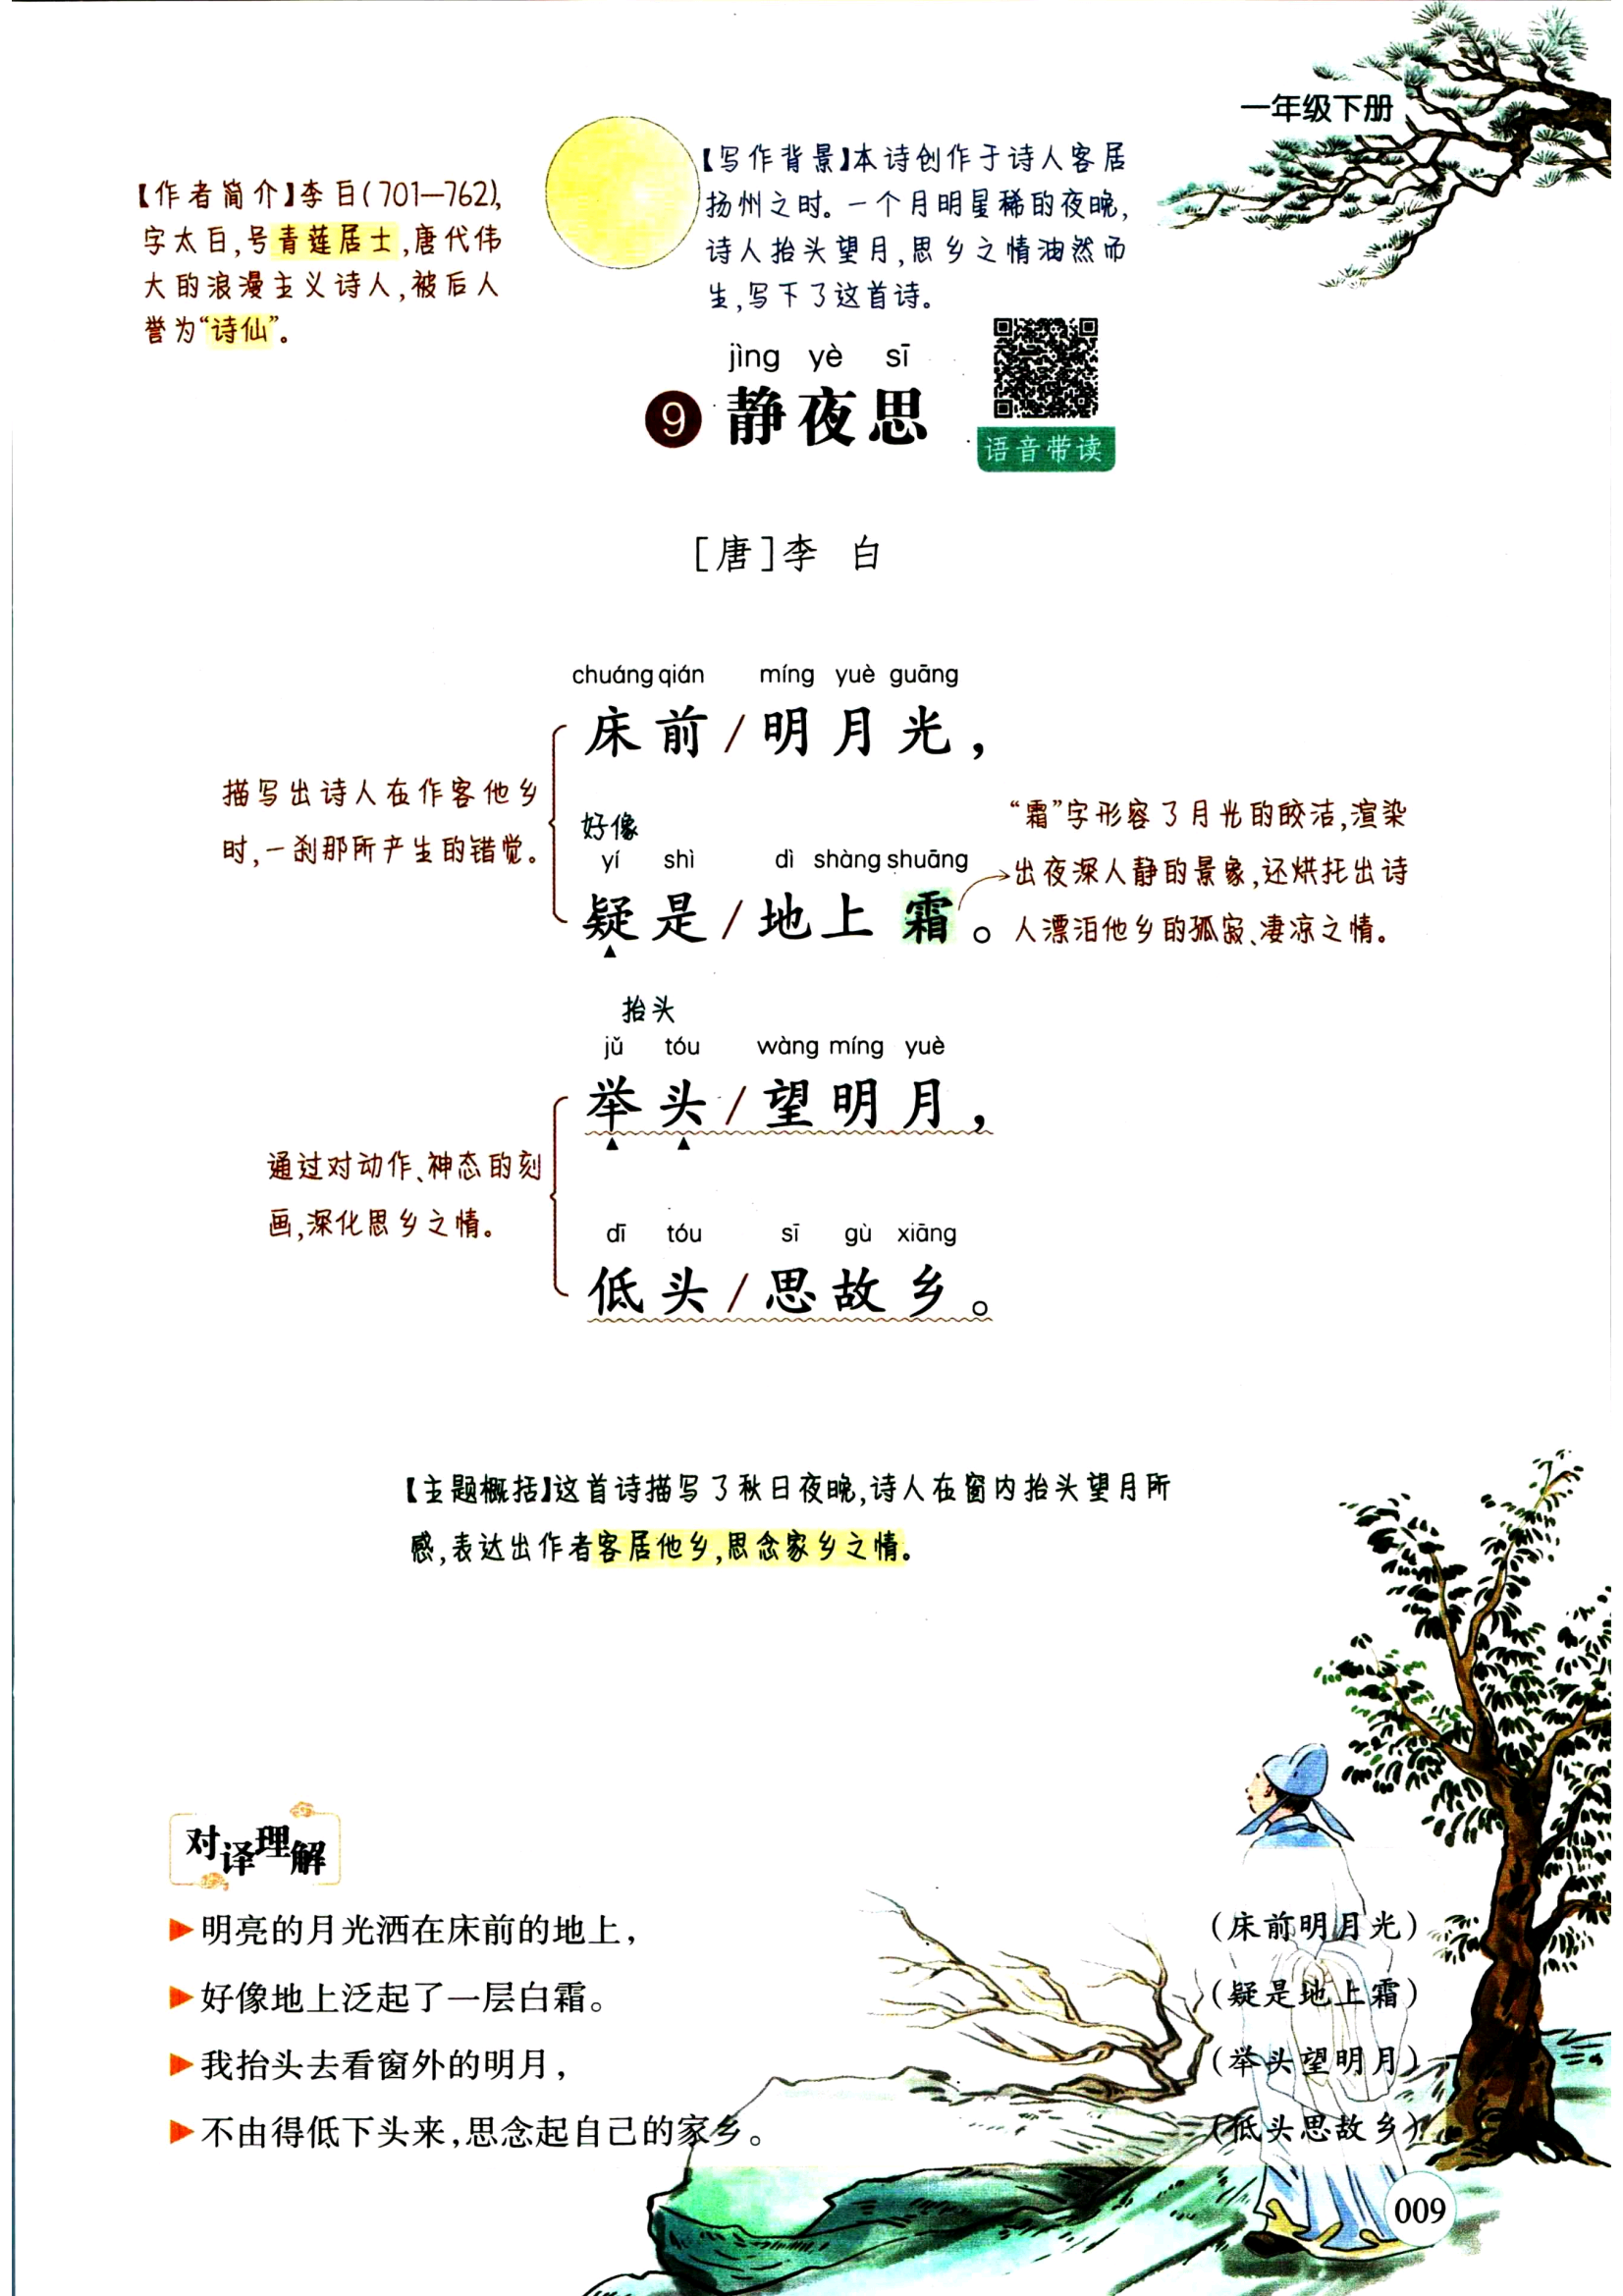 一年级下册
【作者简介】李白(701—762),
字太白,号青莲居士,唐代伟
大的浪漫主义诗人,被后人
誉为“诗仙”。
【写作背景】本诗创作于诗人客居
扬州之时。一个月明星稀的夜晚,
诗人抬头望月,思乡之情油然而
生,写下了这首诗。
jìng yè sī
9 静夜思
语音带读
[唐]李 白
chuáng qián míng yuè guāng
床前/明月光,
描写出诗人在作客他乡
时,一刹那所产生的错觉。
好像
yí shì dì shàng shuāng
疑是/地上霜。
“霜”字形容了月光的皎洁,渲染
出夜深人静的景象,还烘托出诗
人漂泊他乡的孤寂、凄凉之情。
抬头
jǔ tóu wàng míng yuè
举头/望明月,
通过对动作、神态的刻
画,深化思乡之情。
dī tóu sī gù xiāng
低头/思故乡。
【主题概括】这首诗描写了秋日夜晚,诗人在窗内抬头望月所
感,表达出作者客居他乡,思念家乡之情。
对译理解
明亮的月光洒在床前的地上, (床前明月光)
好像地上泛起了一层白霜。 (疑是地上霜)
我抬头去看窗外的明月, (举头望明月)
不由得低下头来,思念起自己的家乡。 (低头思故乡)
009